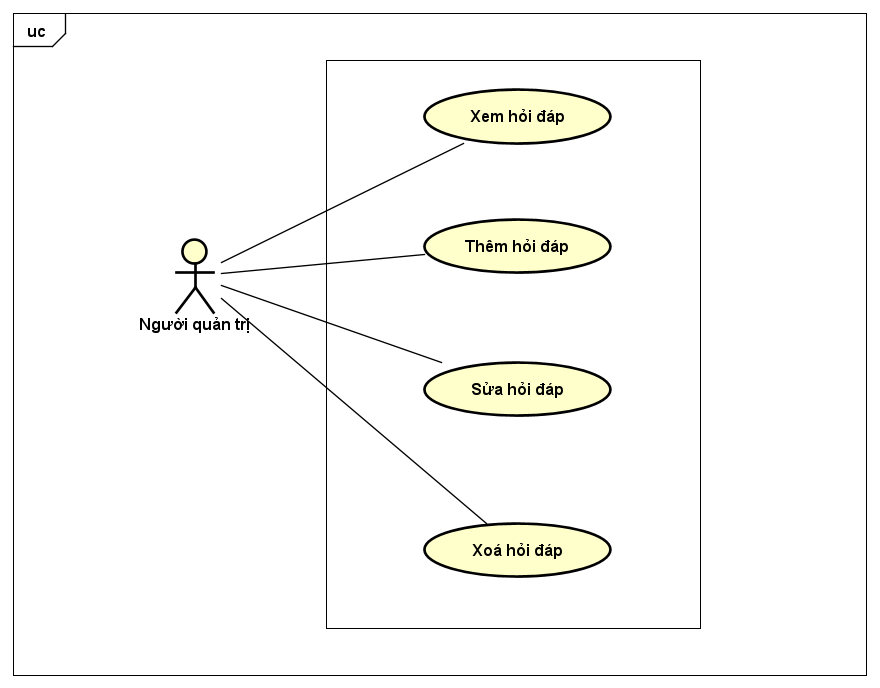 uc
Xem hỏi đáp
Thêm hỏi đáp
Người quản trị
Sửa hỏi đáp
Xoá hỏi đáp